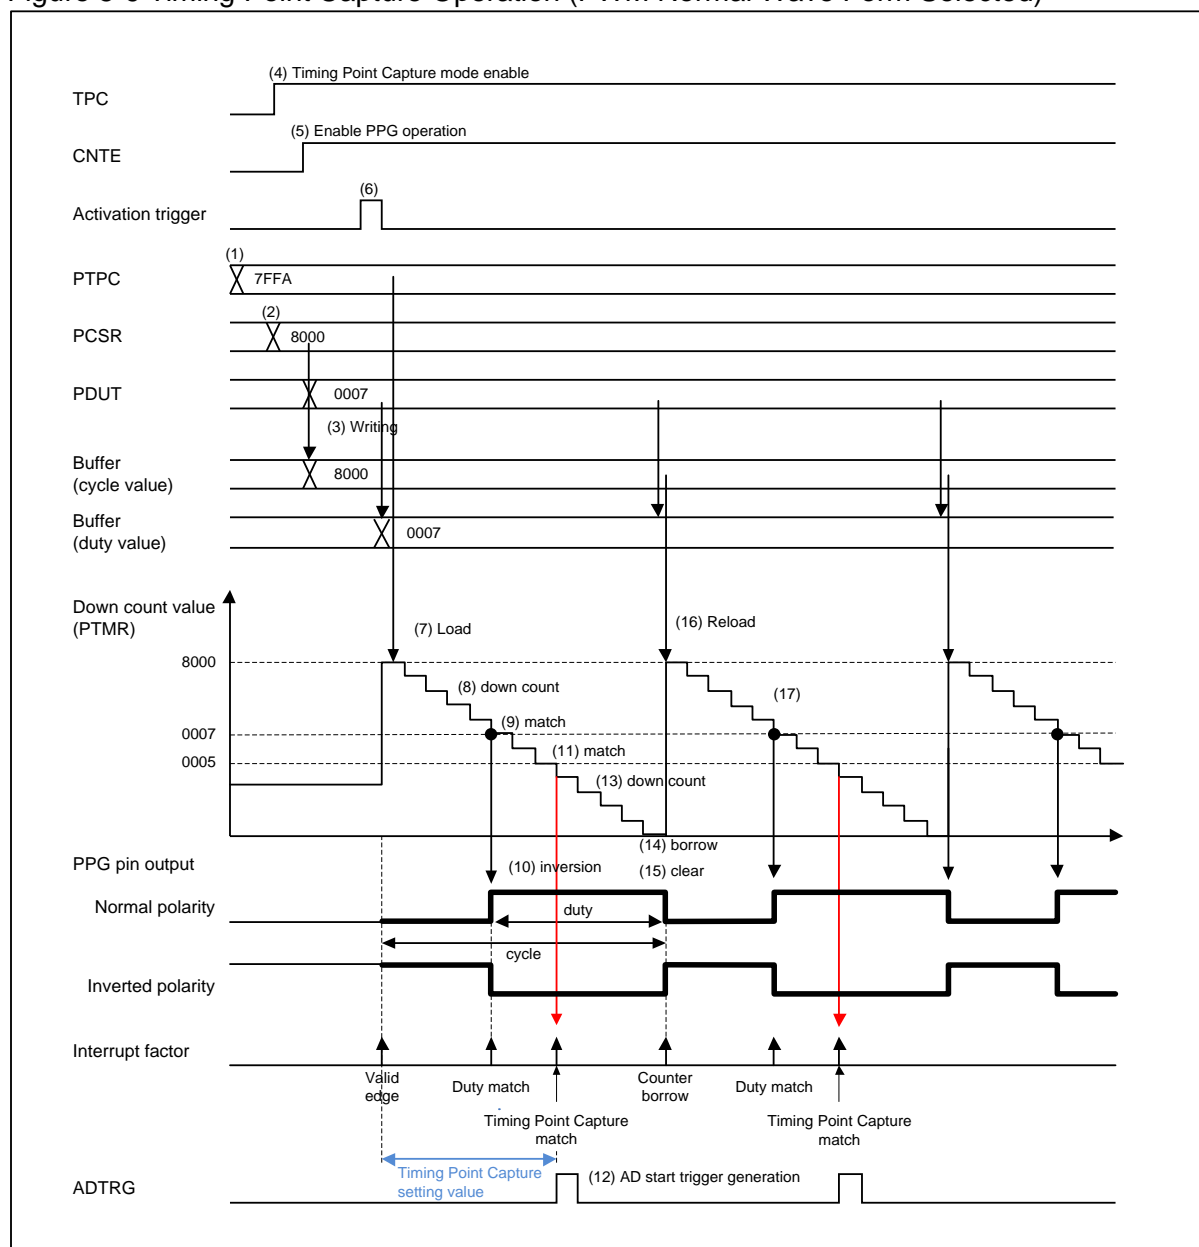 Figure 5-6 Timing Point Capture Operation (PWM Normal Wave Form Selected)
(4) Timing Point Capture mode enable
TPC
(5) Enable PPG operation
CNTE
(6)
Activation trigger
(1)
PTPC
7FFA
(2)
PCSR
8000
PDUT
0007
(3) Writing
Buffer
(cycle value)
8000
Buffer
(duty value)
0007
Down count value
(PTMR)
(7) Load
(16) Reload
8000
(8) down count
(17)
(9) match
0007
(11) match
0005
(13) down count
(14) borrow
PPG pin output
(10) inversion
(15) clear
Normal polarity
duty
cycle
Inverted polarity
Interrupt factor
Valid
edge
Duty match
Counter
borrow
Duty match
Timing Point Capture
match
Timing Point Capture
match
Timing Point Capture
setting value
(12) AD start trigger generation
ADTRG